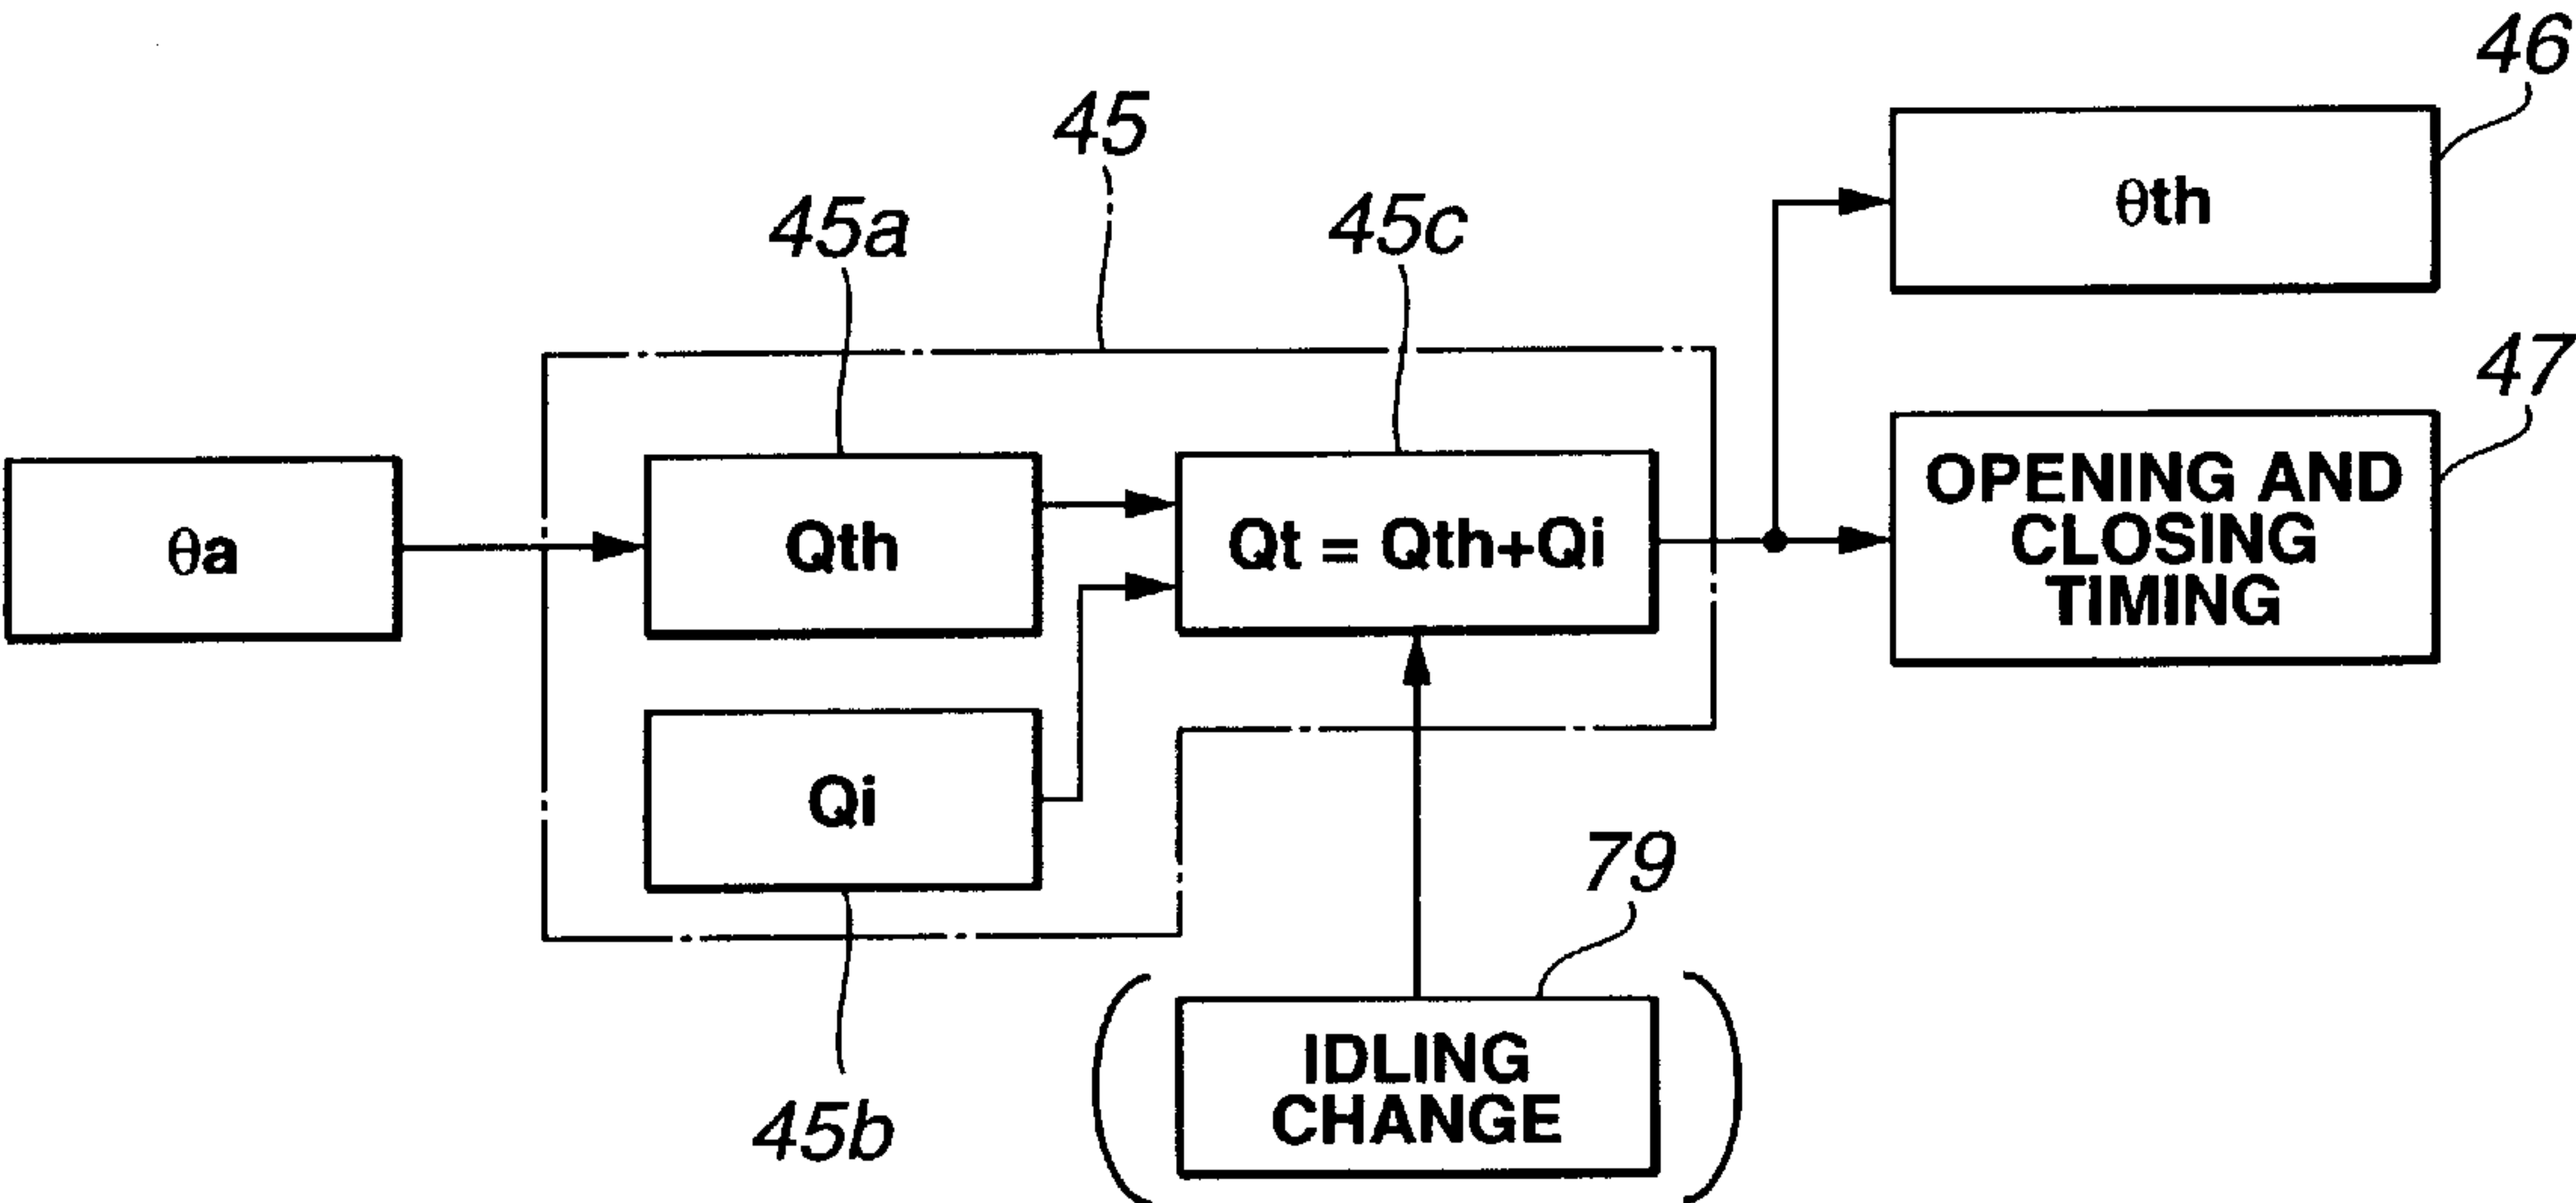 46
45
45a
45c
θth
47
θa
Qth
Qt = Qth+Qi
OPENING AND
CLOSING
TIMING
Qi
79
45b
IDLING
CHANGE